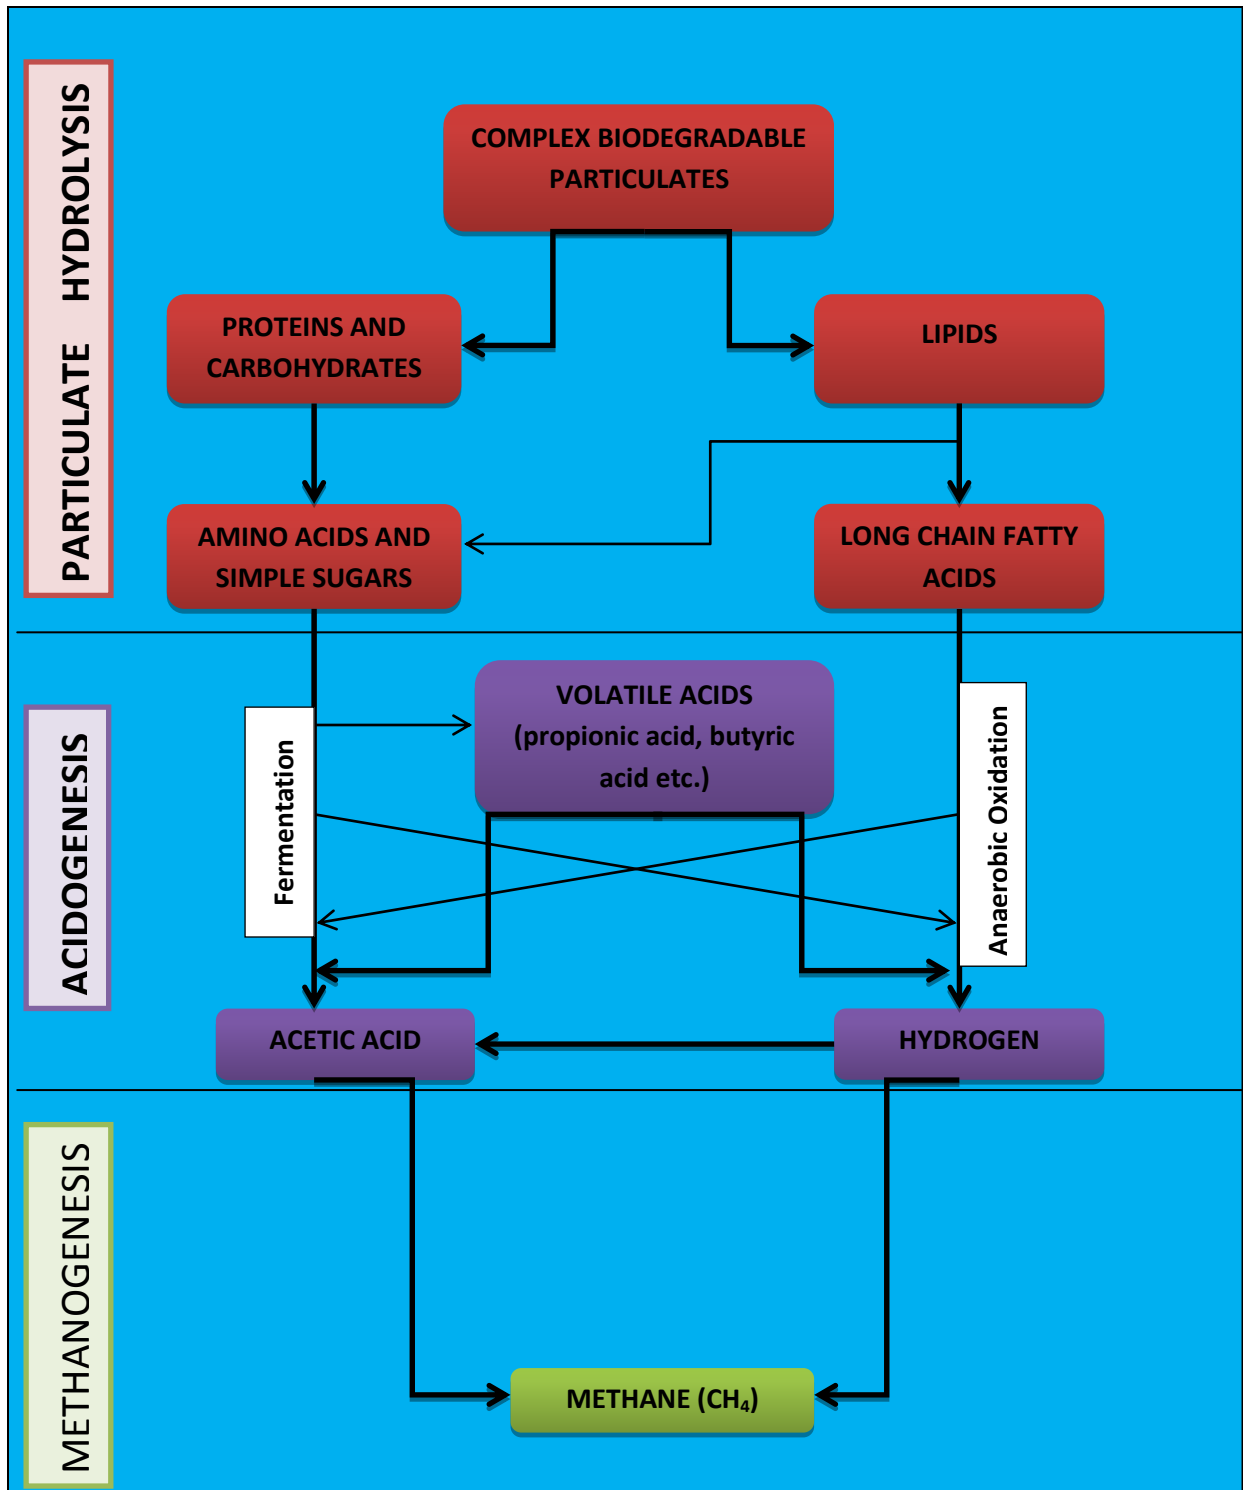 PARTICULATE HYDROLYSIS
COMPLEX BIODEGRADABLE
PARTICULATES
PROTEINS AND
CARBOHYDRATES
LIPIDS
AMINO ACIDS AND
SIMPLE SUGARS
LONG CHAIN FATTY
ACIDS
ACIDOGENESIS
Fermentation
VOLATILE ACIDS
(propionic acid, butyric
acid etc.)
Anaerobic Oxidation
ACETIC ACID
HYDROGEN
METHANOGENESIS
METHANE (CH₄)